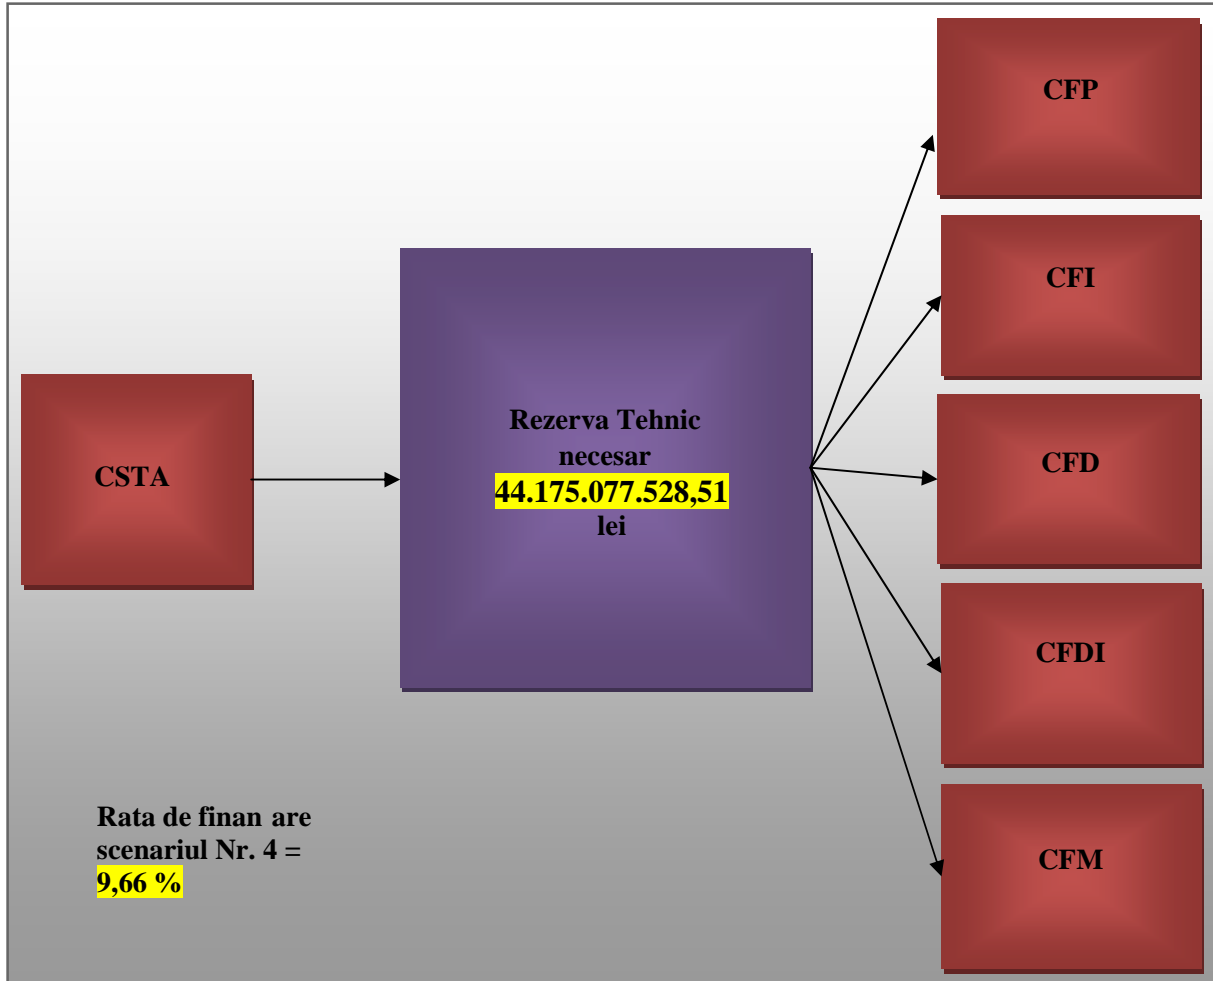 CFP
CFI
CSTA
Rezerva Tehnic
necesar
44.175.077.528,51
lei
CFD
CFDI
Rata de finan are
scenariul Nr. 4 =
9,66 %
CFM